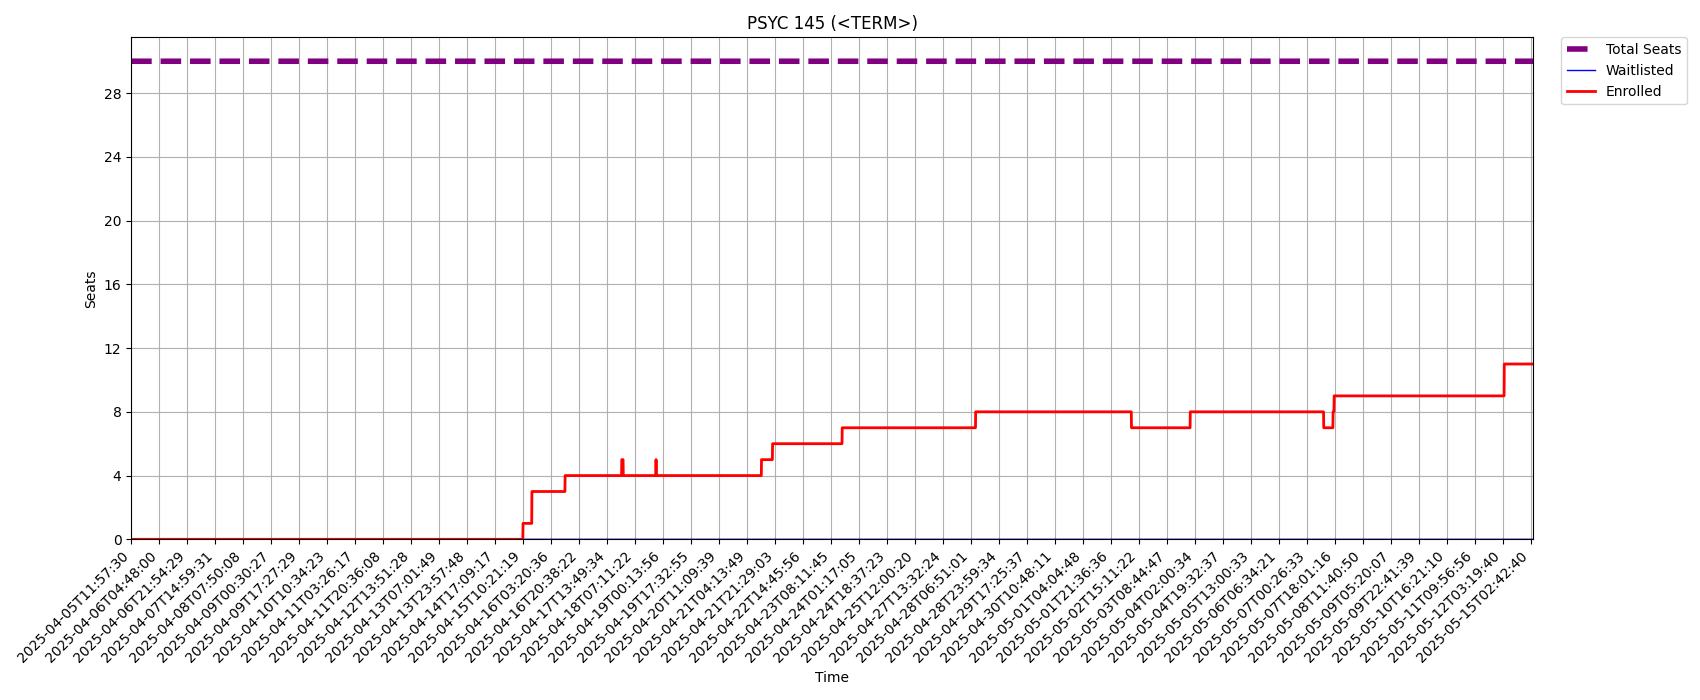 PSYC 145 (<TERM>)
Total Seats
Waitlisted
Enrolled
Seats
28
24
20
16
12
8
4
0
2025-04-05T11:57:30
2025-04-06T04:48:00
2025-04-06T21:54:29
2025-04-07T14:59:31
2025-04-08T07:50:08
2025-04-09T00:30:27
2025-04-09T17:27:29
2025-04-10T10:34:23
2025-04-11T03:26:17
2025-04-11T20:36:08
2025-04-12T13:51:28
2025-04-13T07:01:49
2025-04-13T23:57:48
2025-04-14T17:09:17
2025-04-15T10:21:19
2025-04-16T03:20:36
2025-04-16T20:38:22
2025-04-17T13:49:34
2025-04-18T07:11:22
2025-04-19T00:13:56
2025-04-19T17:32:55
2025-04-20T11:09:39
2025-04-21T04:13:49
2025-04-21T21:29:03
2025-04-22T14:45:56
2025-04-23T08:11:45
2025-04-24T01:17:05
2025-04-24T18:37:23
2025-04-25T12:00:20
2025-04-27T13:32:24
2025-04-28T06:51:01
2025-04-28T23:59:34
2025-04-29T17:25:37
2025-04-30T10:48:11
2025-05-01T04:04:48
2025-05-01T21:36:36
2025-05-02T15:11:22
2025-05-03T08:44:47
2025-05-04T02:00:34
2025-05-04T19:32:37
2025-05-05T13:00:33
2025-05-06T06:34:21
2025-05-07T00:26:33
2025-05-07T18:01:16
2025-05-08T11:40:50
2025-05-09T05:20:07
2025-05-09T22:41:39
2025-05-10T16:21:10
2025-05-11T09:56:56
2025-05-12T03:19:40
2025-05-15T02:42:40
Time